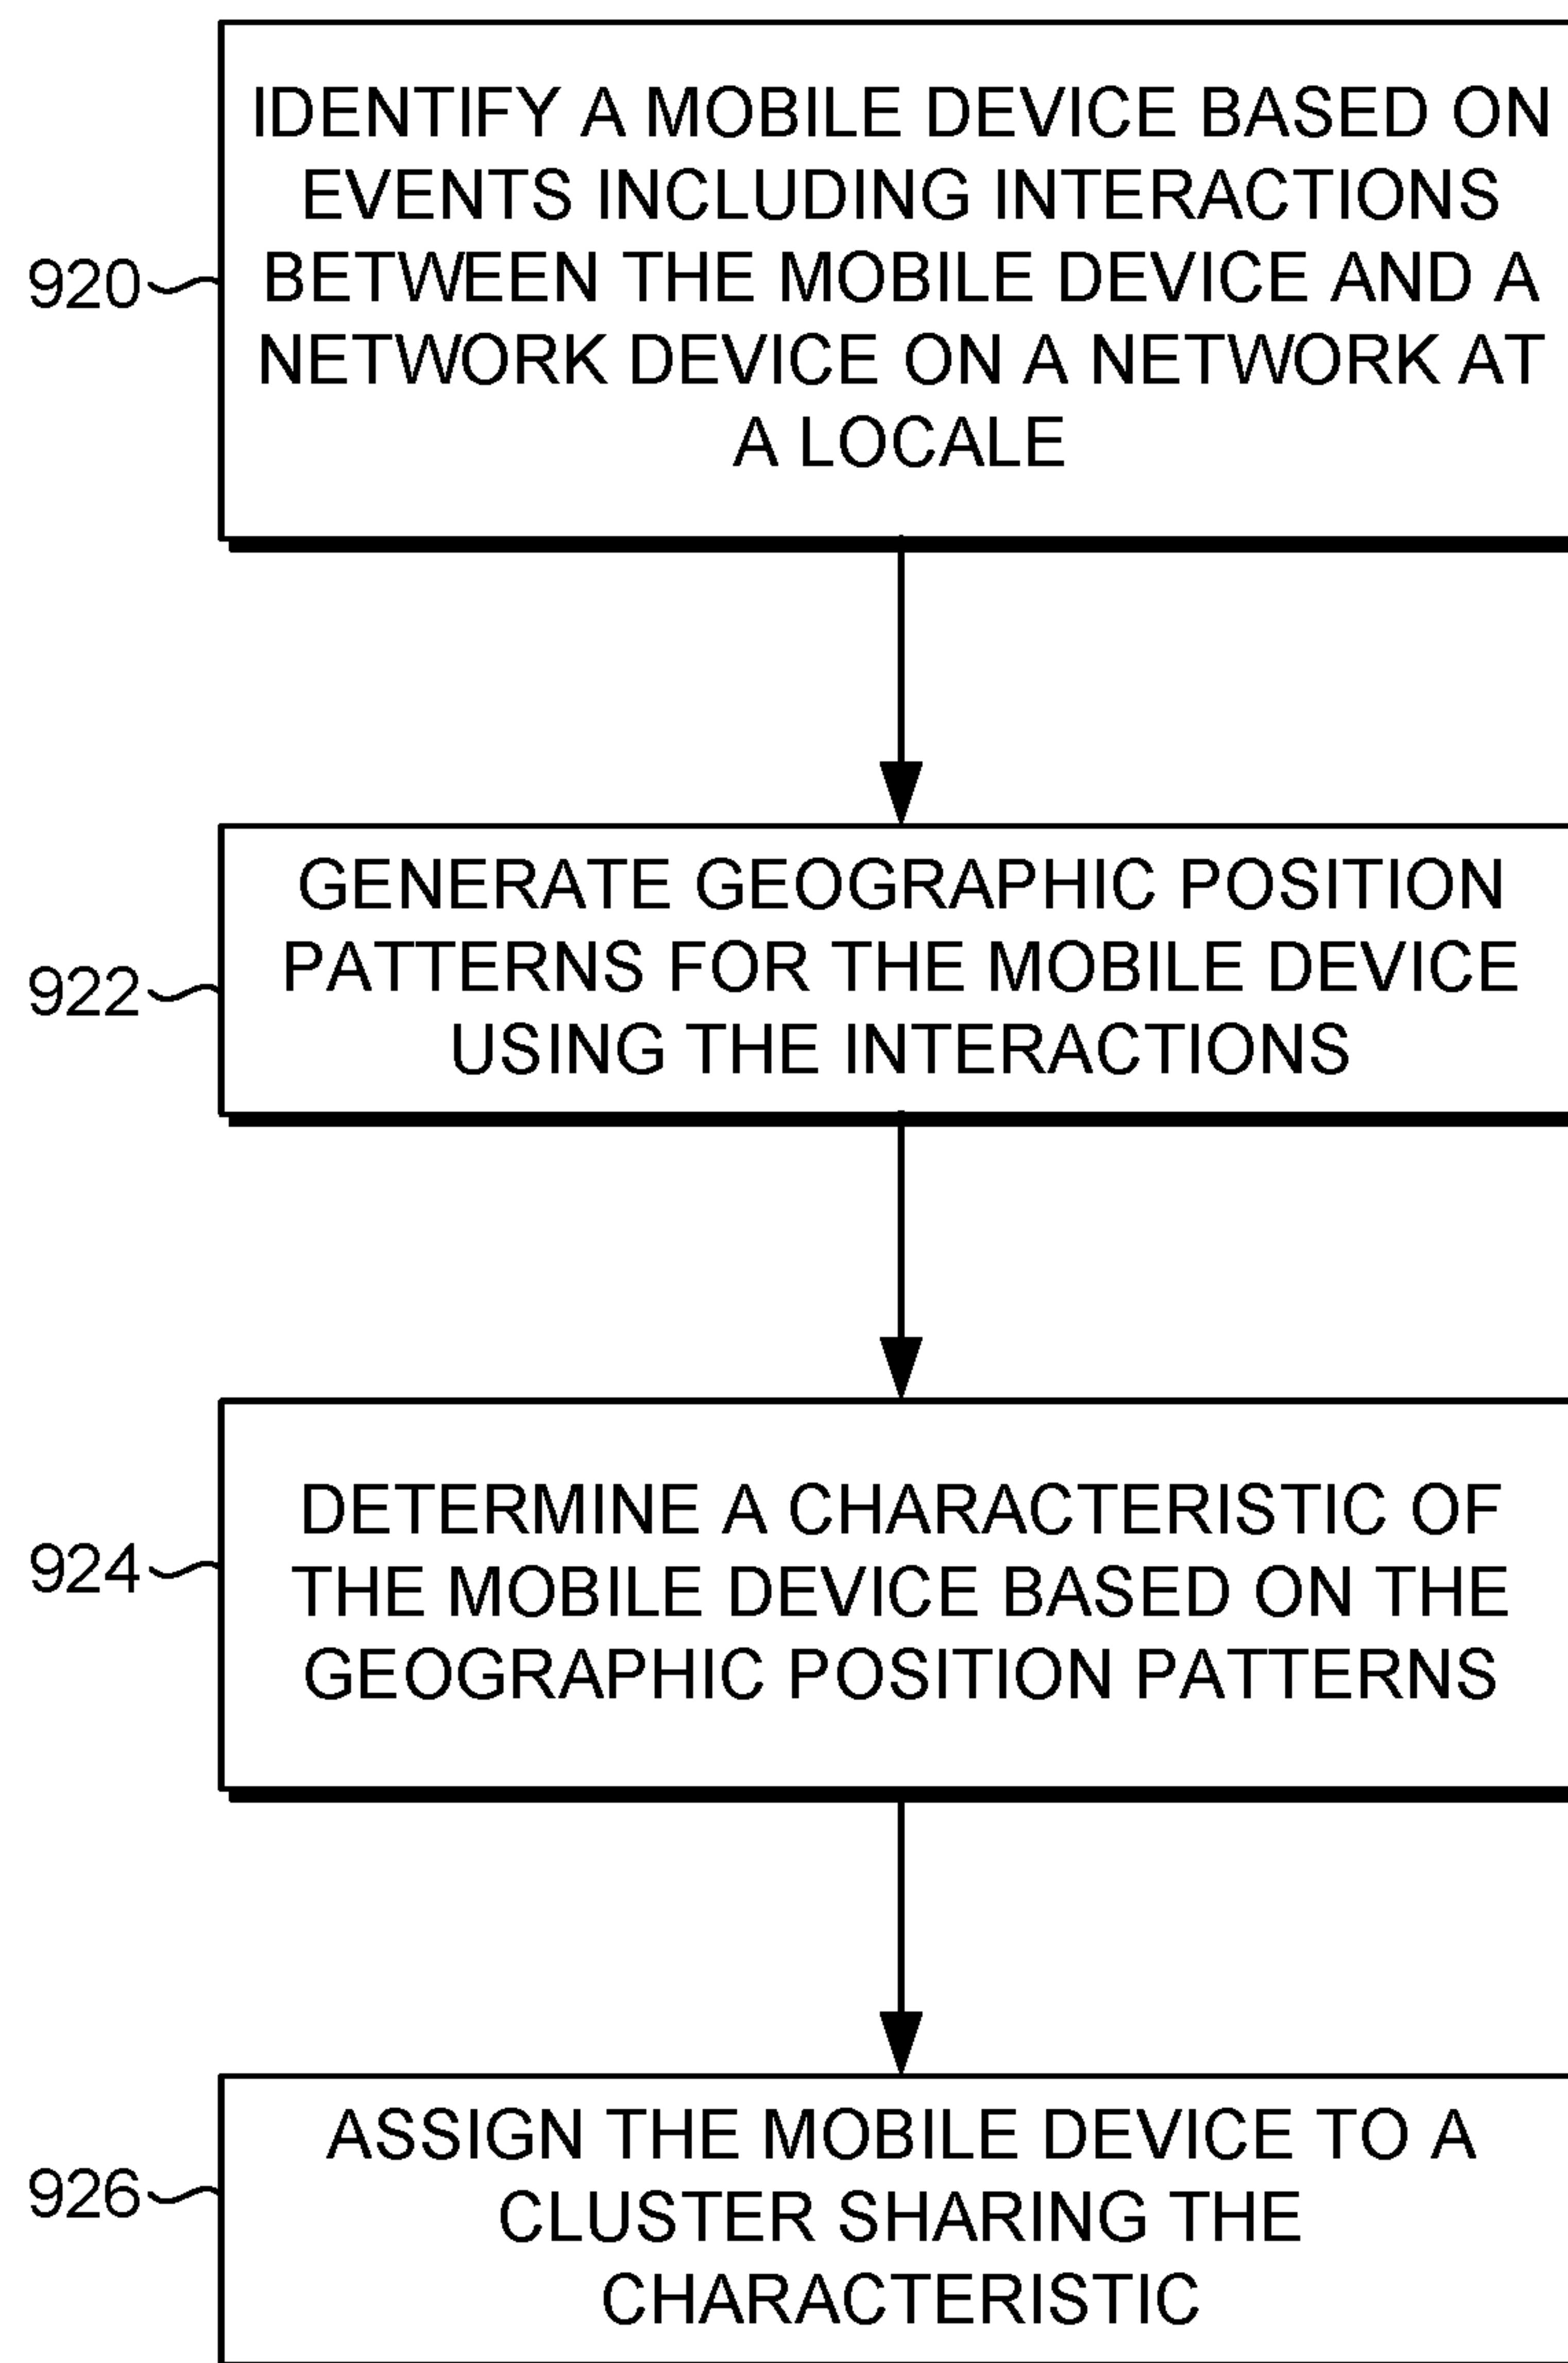 IDENTIFY A MOBILE DEVICE BASED ON
EVENTS INCLUDING INTERACTIONS
BETWEEN THE MOBILE DEVICE AND A
NETWORK DEVICE ON A NETWORK AT
A LOCALE
920
GENERATE GEOGRAPHIC POSITION
PATTERNS FOR THE MOBILE DEVICE
USING THE INTERACTIONS
922
DETERMINE A CHARACTERISTIC OF
THE MOBILE DEVICE BASED ON THE
GEOGRAPHIC POSITION PATTERNS
924
ASSIGN THE MOBILE DEVICE TO A
CLUSTER SHARING THE
CHARACTERISTIC
926